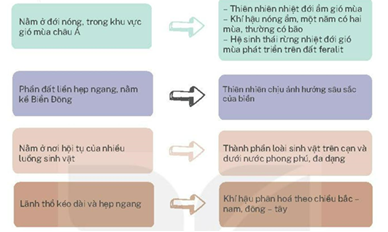 Nằm ở đới nóng, trong khu vực
gió mùa châu Á
– Thiên nhiên nhiệt đới ẩm gió mùa
– Khí hậu nóng ẩm, một năm có hai
mùa, thường có bão
– Hệ sinh thái rừng nhiệt đới gió
mùa phát triển trên đất feralit
Phần đất liền hẹp ngang, nằm
kề Biển Đông
Thiên nhiên chịu ảnh hưởng sâu sắc
của biển
Nằm ở nơi hội tụ của nhiều
luồng sinh vật
Thành phần loài sinh vật trên cạn và
dưới nước phong phú, đa dạng
Lãnh thổ kéo dài và hẹp ngang
Khí hậu phân hoá theo chiều bắc –
nam, đông – tây